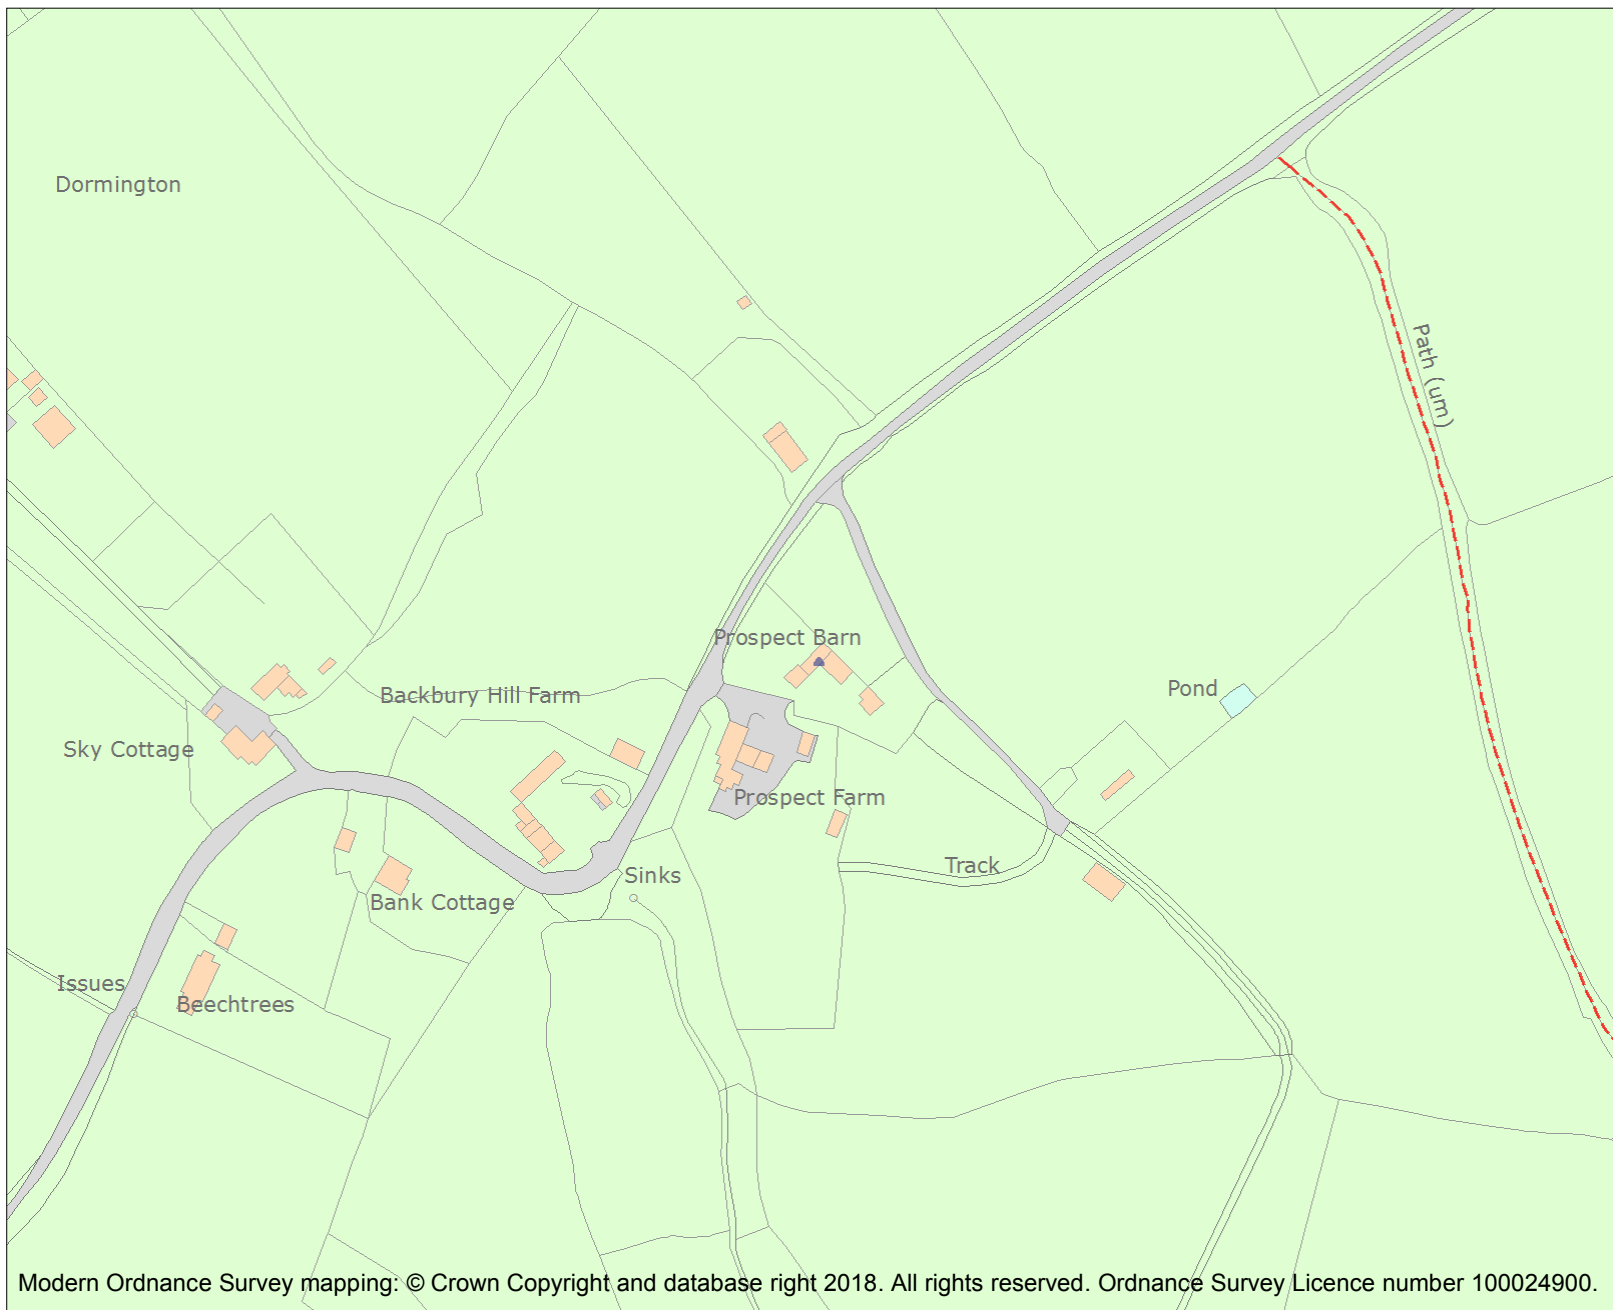 Dormington
Path (um)
Prospect Barn
Pond
Backbury Hill Farm
Sky Cottage
Prospect Farm
Track
Sinks
Bank Cottage
Issues
Beechtrees
Modern Ordnance Survey mapping: © Crown Copyright and database right 2018. All rights reserved. Ordnance Survey Licence number 100024900.